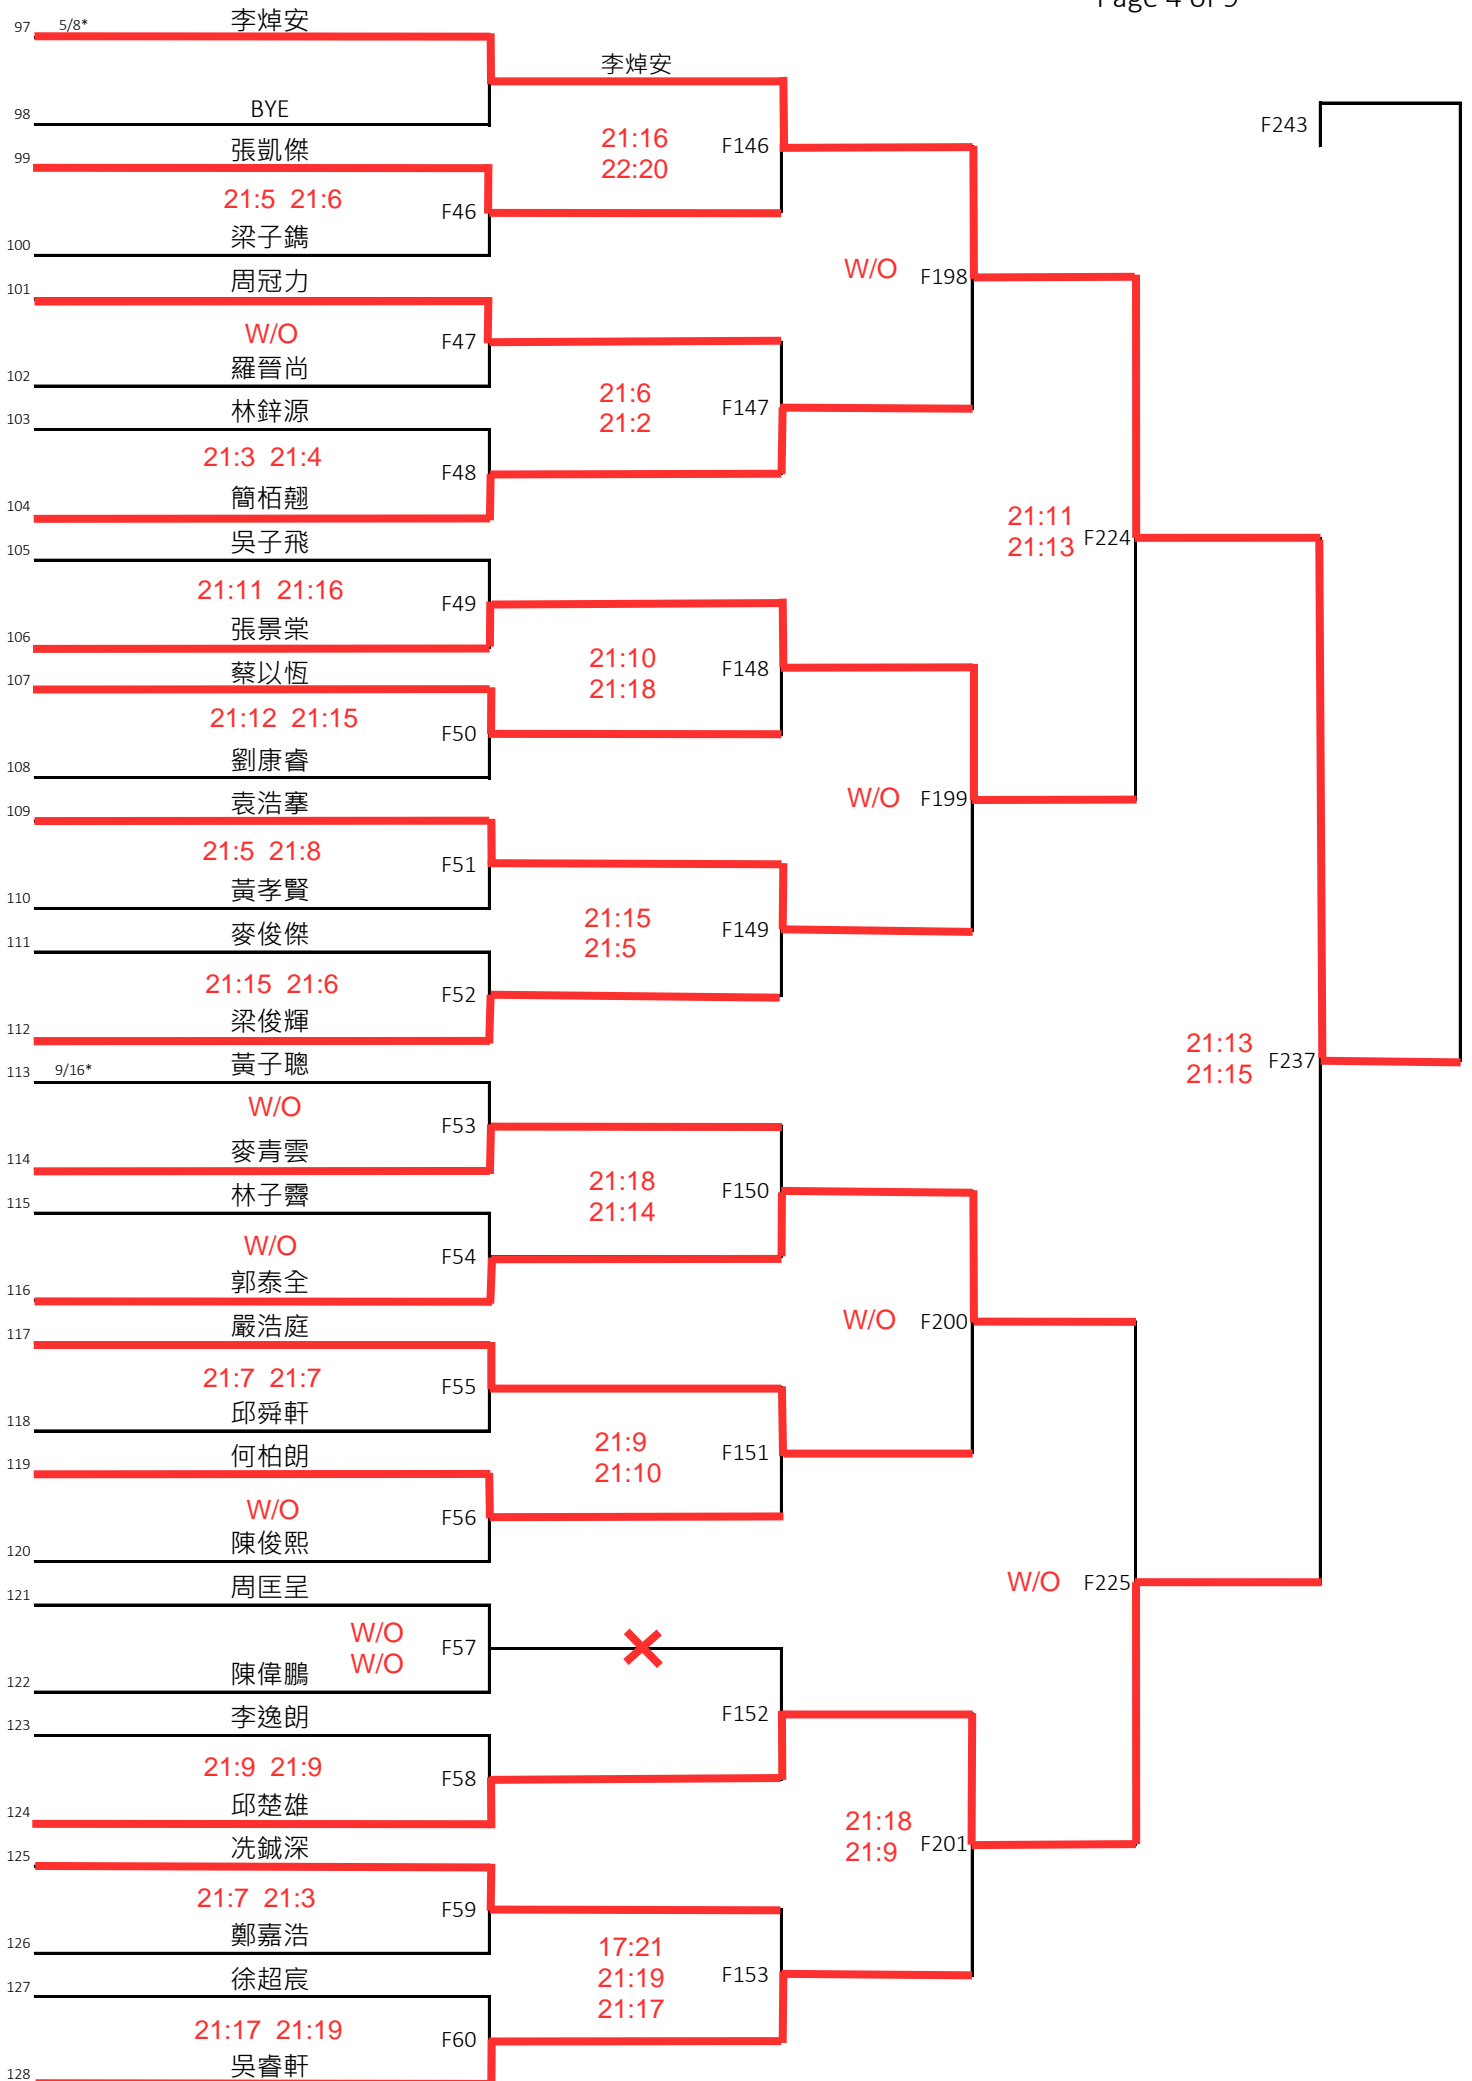 Page 4 of 9
97 5/8* 李焯安
李焯安
98 BYE
F243
99 張凱傑
21:16
22:20
F146
21:5 21:6
F46
100 梁子鐫
W/O F198
101 周冠力
W/O
F47
102 羅晉尚
21:6
21:2
F147
103 林鋅源
21:3 21:4
F48
104 簡栢翹
21:11
21:13
F224
105 吳子飛
21:11 21:16
F49
106 張景棠
21:10
21:18
F148
107 蔡以恆
21:12 21:15
F50
108 劉康睿
W/O F199
109 袁浩搴
21:5 21:8
F51
110 黃孝賢
21:15
21:5
F149
111 麥俊傑
21:15 21:6
F52
112 梁俊輝
21:13
21:15
F237
113 9/16* 黃子聰
W/O
F53
114 麥青雲
21:18
21:14
F150
115 林子霽
W/O
F54
116 郭泰全
W/O F200
117 嚴浩庭
21:7 21:7
F55
118 邱舜軒
21:9
21:10
F151
119 何柏朗
W/O
F56
120 陳俊熙
W/O F225
121 周匡呈
W/O
W/O
F57
122 陳偉鵬
F152
123 李逸朗
21:9 21:9
F58
124 邱楚雄
21:18
21:9
F201
125 冼鋮深
21:7 21:3
F59
126 鄭嘉浩
17:21
21:19
21:17
F153
127 徐超宸
21:17 21:19
F60
128 吳睿軒